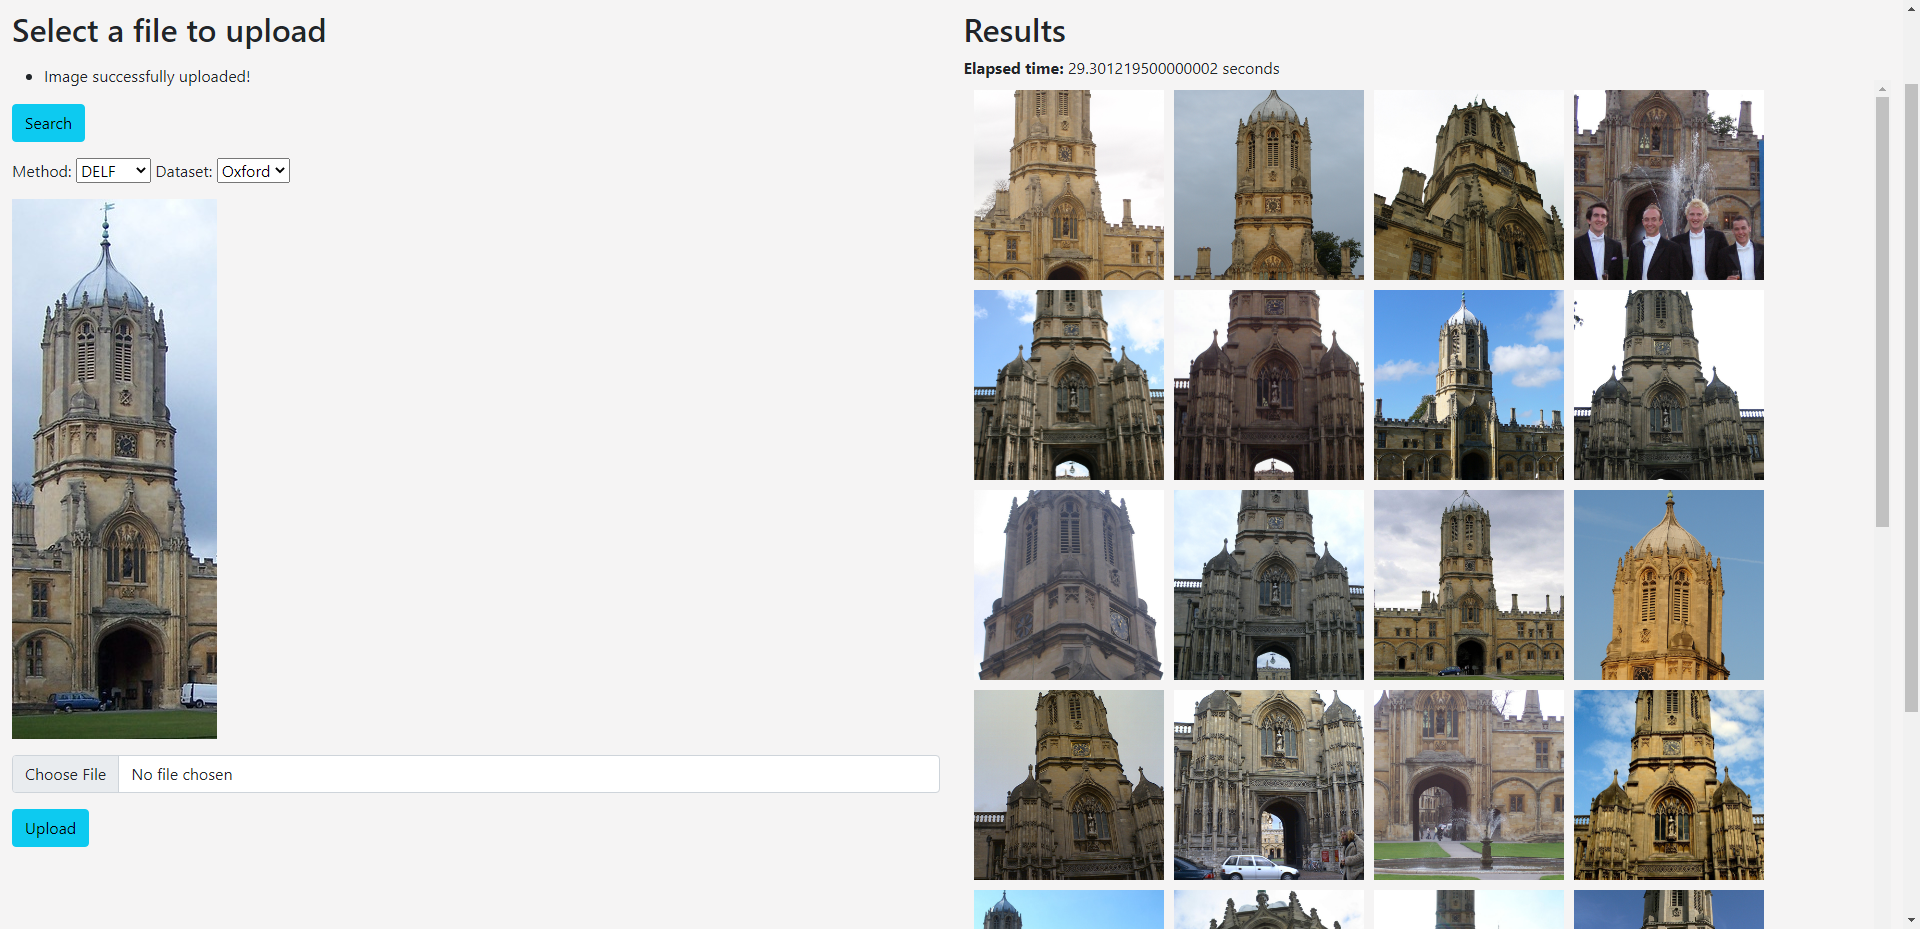 Select a file to upload
Image successfully uploaded!
Search
Method: DELF Dataset: Oxford
Choose File No file chosen
Upload
Results
Elapsed time: 29.301219500000002 seconds